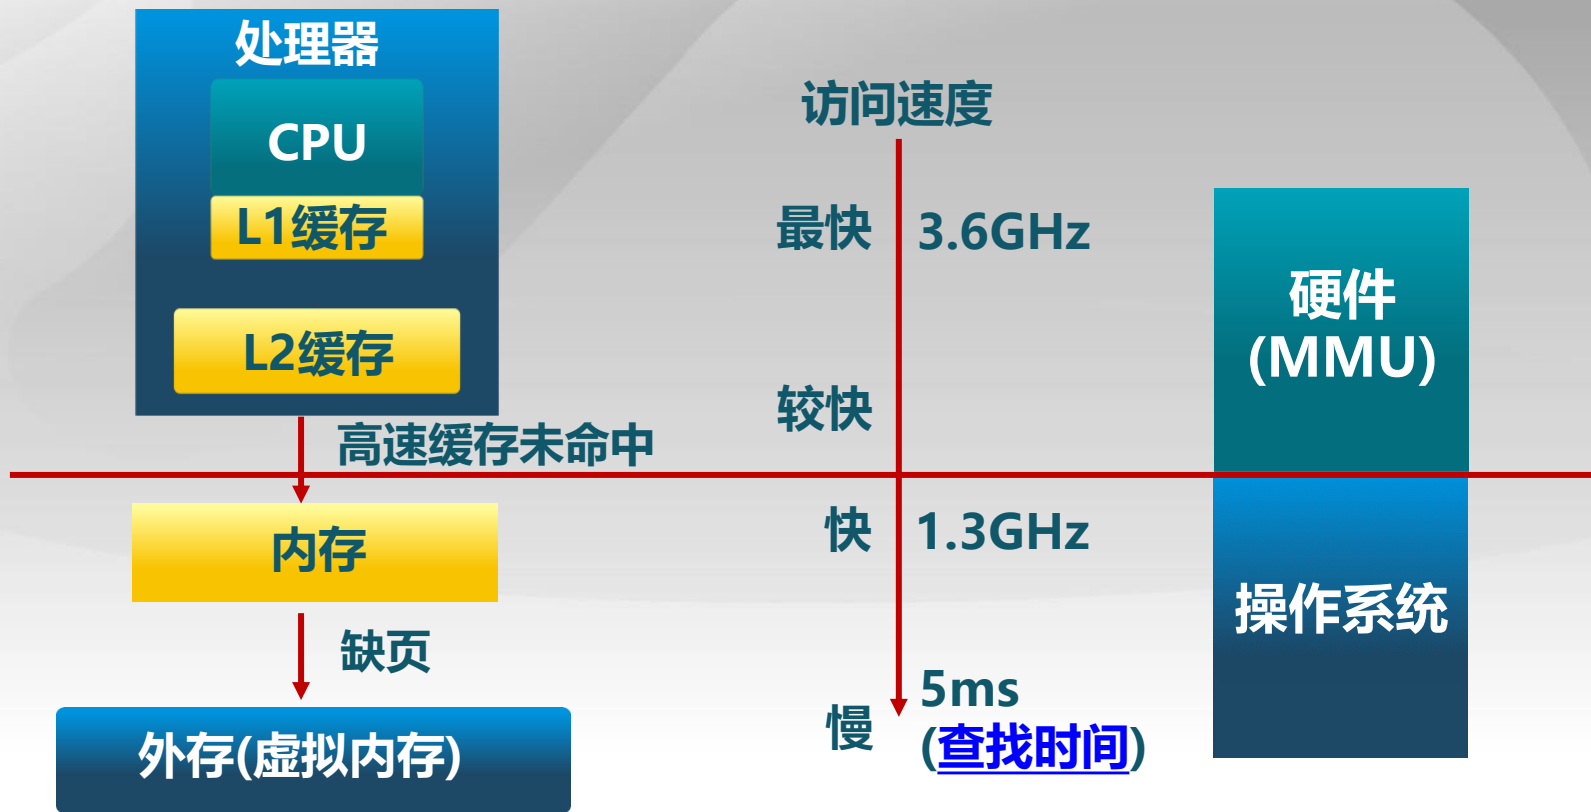 处理器
CPU
L1缓存
L2缓存
高速缓存未命中
内存
缺页
外存(虚拟内存)
访问速度
最快 3.6GHz
较快
快 1.3GHz
慢 5ms
(查找时间)
硬件
(MMU)
操作系统